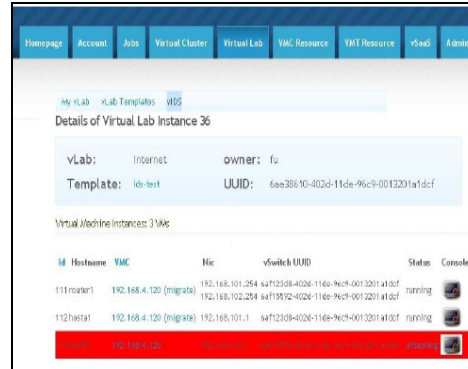 Homepage Account Jobs Virtual Cluster Virtual Lab VMC Resource VMT Resource vSaaS Admin
My vLab vLab Templates vIDS
Details of Virtual Lab Instance 36
vLab: Internet owner: fu
Template: ids-test UUID: 6ae38610-402d-11de-96c9-0013201a1dcf
Virtual Machine Instances: 3 VMs
Id Hostname VMC Nic vSwitch UUID Status Console
192.168.101.254 6af123d8-402d-11de-96c9-0013201a1dcf
111 router1 192.168.4.120 (migrate) running
192.168.102.254 6af15592-402d-11de-96c9-0013201a1dcf
112 hosta1 192.168.4.120 (migrate) 192.168.101.1 6af123d8-402d-11de-96c9-0013201a1dcf running
192.168.4.120 attaching